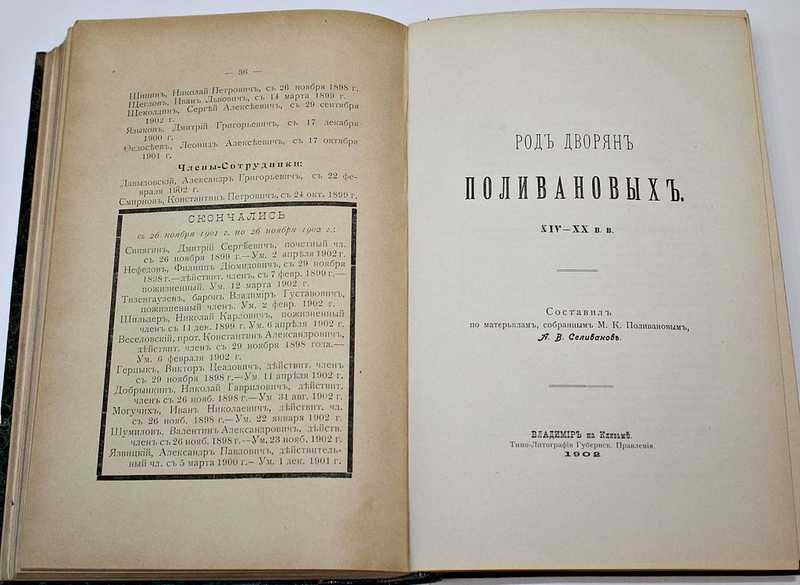 — 36 —
Шишин, Николай Петровичъ, съ 26 ноября 1898 г.
Щегловъ, Иванъ Львовичъ, съ 14 марта 1899 г.
Щеколдинъ, Сергѣй Алексѣевичъ, съ 29 сентября
1902 г.
Языковъ, Дмитрій Григорьевичъ, съ 17 декабря
1900 г.
Ѳедосѣевъ, Леонидъ Алексѣевичъ, съ 17 октября
1901 г.
Члены-Сотрудники:
Давыдовскій, Александръ Григорьевичъ, съ 22 фе-
враля 1902 г.
Смирновъ, Константинъ Петровичъ, съ 24 окт. 1899 г.
СКОНЧАЛИСЬ
съ 26 ноября 1901 г. по 26 ноября 1902 г.:
Сипягинъ, Дмитрій Сергѣевичъ, почетный чл.
съ 26 ноября 1899 г.— Ум. 2 апрѣля 1902 г.
Нефедовъ, Филиппъ Діомидовичъ, съ 29 ноября
1898 г.—дѣйствит. членъ, съ 7 февр. 1899 г.—
пожизненный. Ум. 12 марта 1902 г.
Тизенгаузенъ, баронъ Владиміръ Густавовичъ,
пожизненный членъ. Ум. 2 февр. 1902 г.
Шильдеръ, Николай Карловичъ, пожизненный
членъ съ 11 дек. 1899 г. Ум. 6 апрѣля 1902 г.
Веселовскій, прот. Константинъ Александровичъ,
дѣйствит. членъ съ 29 ноября 1898 года.—
Ум. 6 февраля 1902 г.
Герцыкъ, Викторъ Цеадовичъ, дѣйствит. членъ
съ 29 ноября 1898 г.—Ум. 11 апрѣля 1902 г.
Добрынкинъ, Николай Гавриловичъ, дѣйствит.
членъ съ 26 нояб. 1898 г.—Ум. 31 авг. 1902 г.
Могучихъ, Иванъ Николаевичъ, дѣйствит. чл.
съ 26 нояб. 1898 г.—Ум. 22 января 1902 г.
Шумиловъ, Валентинъ Александровичъ, дѣйств.
членъ съ 26 нояб. 1898 г.—Ум. 23 нояб. 1902 г.
Язвицкій, Александръ Павловичъ, дѣйствитель-
ный чл. съ 5 марта 1900 г.— Ум. 1 дек. 1901 г.
РОДЪ ДВОРЯНЪ
ПОЛИВАНОВЫХЪ.
XIV—XX в. в.
Составилъ
по матерьяламъ, собраннымъ М. К. Поливановымъ,
А. В. Селивановъ.
ВЛАДИМІРЪ на Клязьмѣ.
Типо-Литографія Губернск. Правленія.
1902